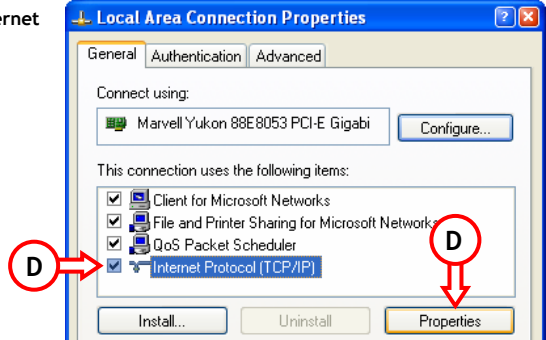 ernet
Local Area Connection Properties
General Authentication Advanced
Connect using:
Marvell Yukon 88E8053 PCI-E Gigabi
Configure...
This connection uses the following items:
Client for Microsoft Networks
File and Printer Sharing for Microsoft Networks
D
QoS Packet Scheduler
D
Internet Protocol (TCP/IP)
Install... Uninstall Properties